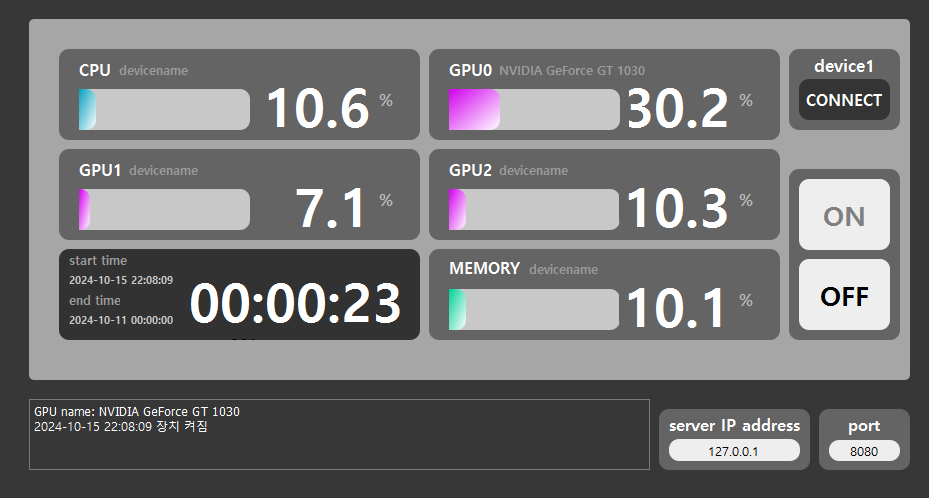 CPU devicename
10.6 %
GPU0 NVIDIA GeForce GT 1030
30.2 %
device1
CONNECT
GPU1 devicename
7.1 %
GPU2 devicename
10.3 %
ON
OFF
start time
2024-10-15 22:08:09
end time
2024-10-11 00:00:00
00:00:23
MEMORY devicename
10.1 %
GPU name: NVIDIA GeForce GT 1030
2024-10-15 22:08:09 장치 켜짐
server IP address
127.0.0.1
port
8080